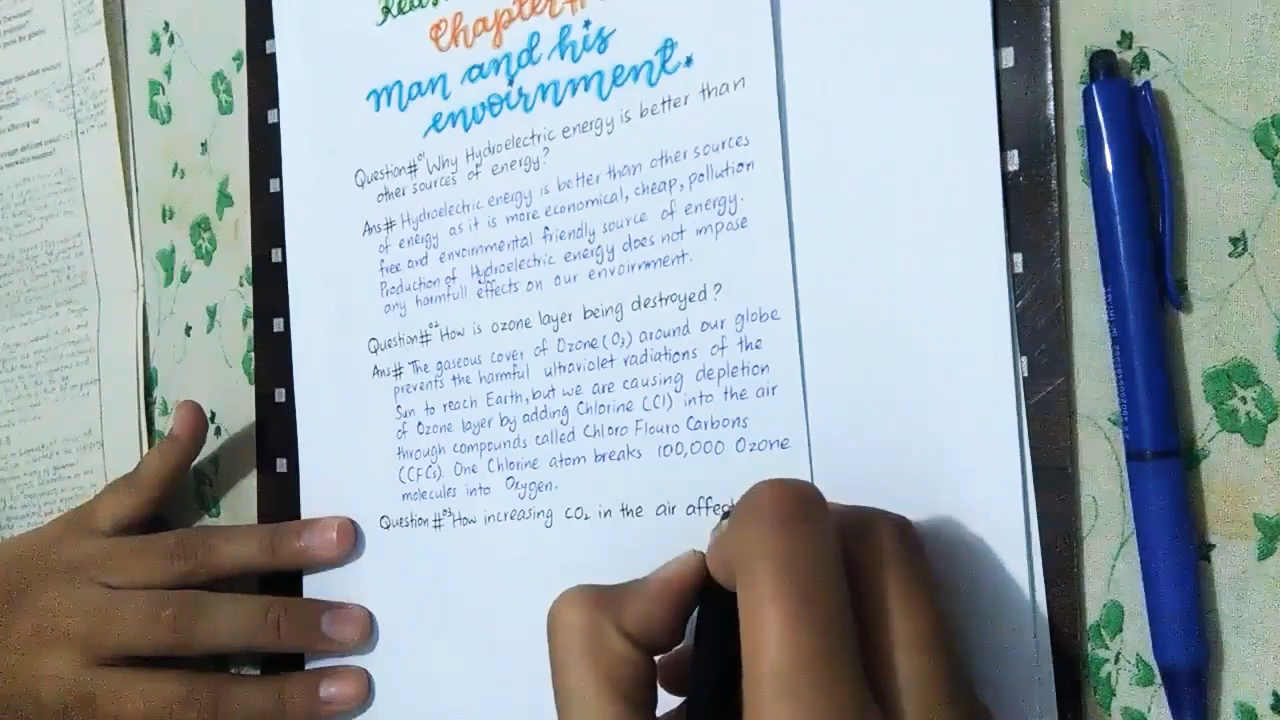 Chapter#
man and his
envoirnment.
Question#01 Why Hydroelectric energy is better than
other sources of energy?
Ans# Hydroelectric energy is better than other sources
of energy as it is more economical, cheap, pollution
free and envoirnmental friendly source of energy.
Production of Hydroelectric energy does not impose
any harmfull effects on our envoirnment.
Question#02 How is ozone layer being destroyed?
Ans# The gaseous cover of Ozone (O3) around our globe
prevents the harmful ultraviolet radiations of the
Sun to reach Earth, but we are causing depletion
of Ozone layer by adding Chlorine (Cl) into the air
through compounds called Chloro Flouro Carbons
(CFCs). One Chlorine atom breaks 100,000 Ozone
molecules into Oxygen.
Question#03 How increasing CO2 in the air affect